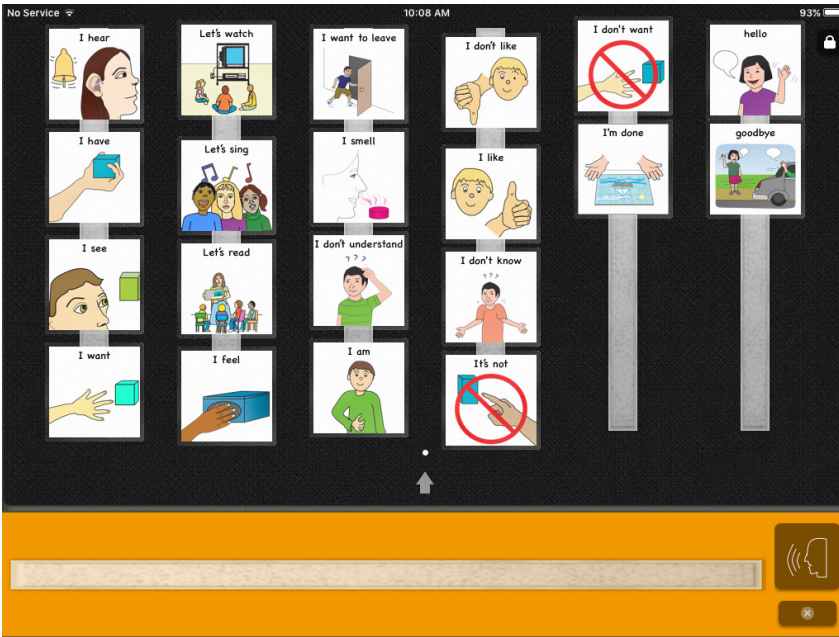 No Service
10:08 AM
93%
I hear
Let's watch
I want to leave
I don't like
I don't want
hello
I have
Let's sing
I smell
I like
I'm done
goodbye
I see
Let's read
I don't understand
? ? ?
I don't know
? ? ?
I want
I feel
I am
It's not